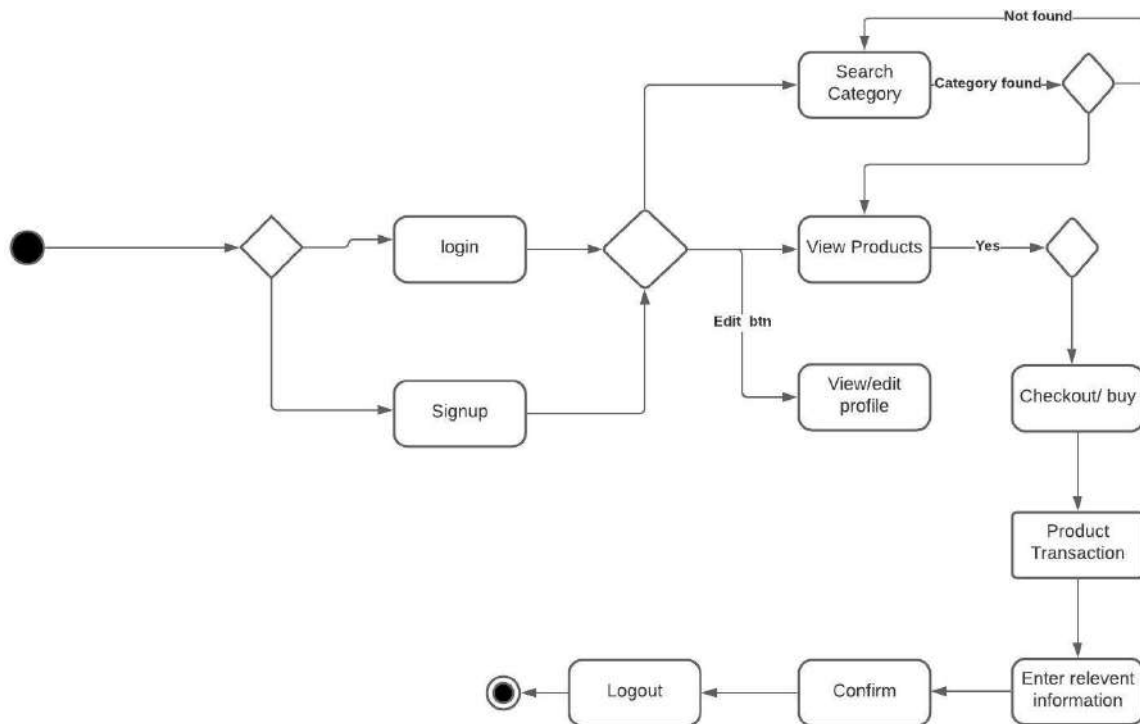 Not found
Search
Category
Category found
login
View Products
Yes
Edit btn
View/edit
profile
Signup
Checkout/ buy
Product
Transaction
Enter relevent
information
Confirm
Logout